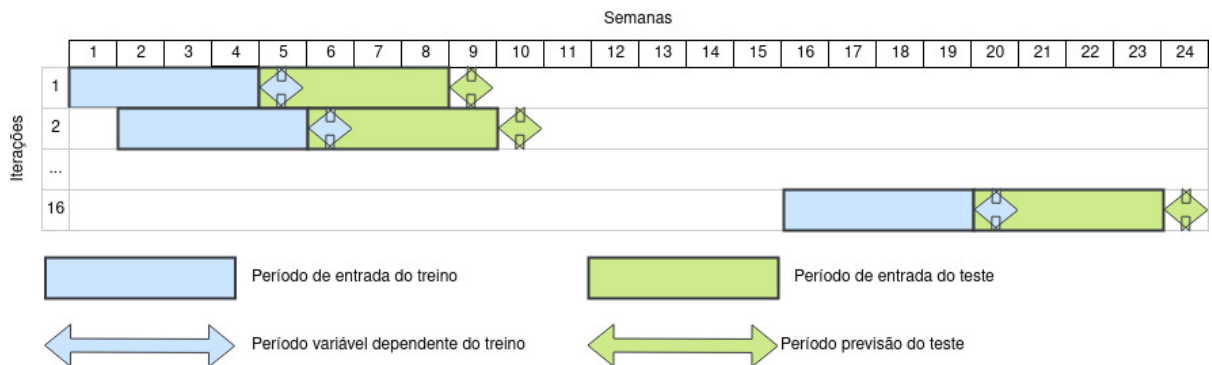 Semanas
1 2 3 4 5 6 7 8 9 10 11 12 13 14 15 16 17 18 19 20 21 22 23 24
Iterações
1
2
...
16
Período de entrada do treino
Período de entrada do teste
Período variável dependente do treino
Período previsão do teste